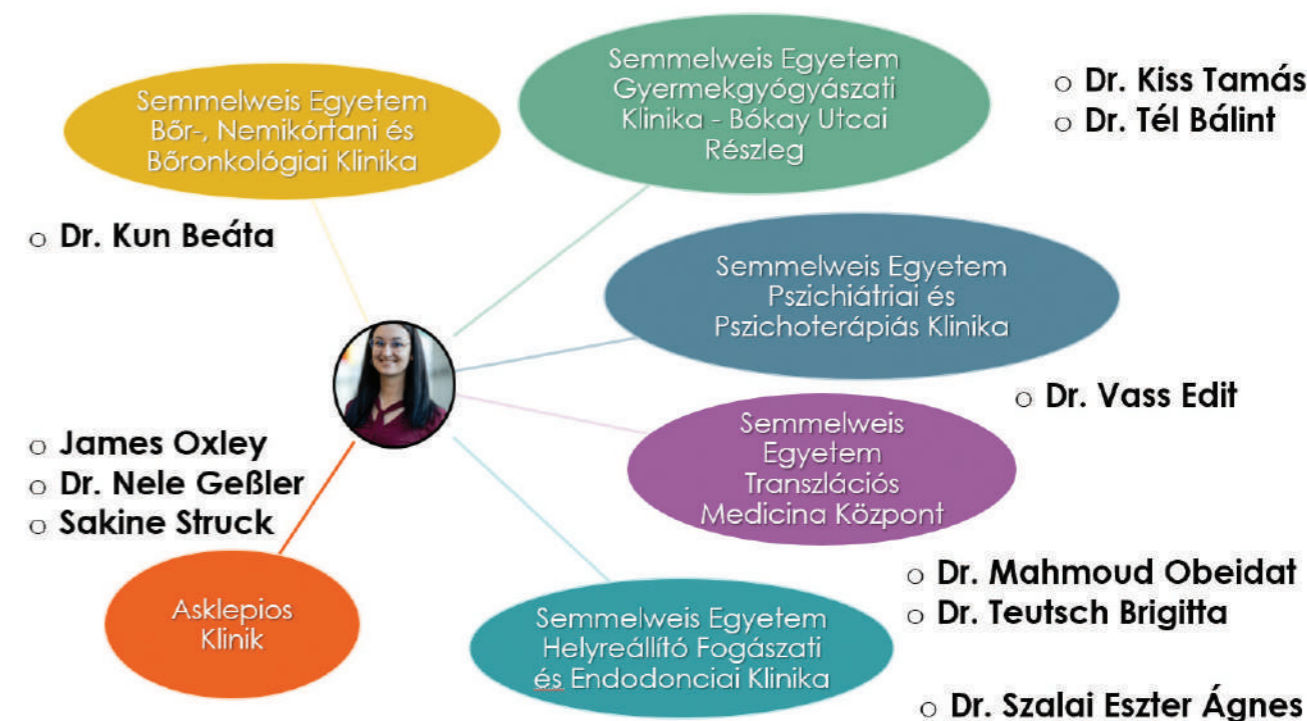 Semmelweis Egyetem
Bőr-, Nemikórtani és
Bőronkológiai Klinika
Semmelweis Egyetem
Gyermekgyógyászati
Klinika - Bókay Utcai
Részleg
o Dr. Kiss Tamás
o Dr. Tél Bálint
o Dr. Kun Beáta
Semmelweis Egyetem
Pszichiátriai és
Pszichoterápiás Klinika
o Dr. Vass Edit
o James Oxley
o Dr. Nele Geßler
o Sakine Struck
Semmelweis
Egyetem
Transzlációs
Medicina Központ
o Dr. Mahmoud Obeidat
o Dr. Teutsch Brigitta
Asklepios
Klinik
Semmelweis Egyetem
Helyreállító Fogászati
és Endodonciai Klinika
o Dr. Szalai Eszter Ágnes